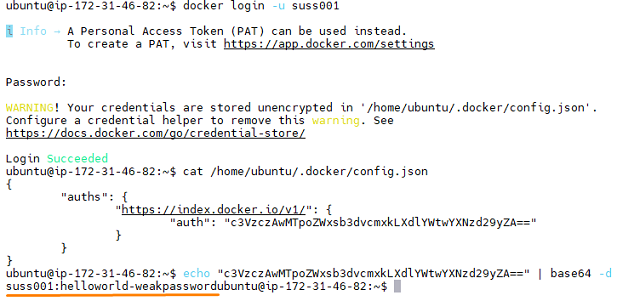 ubuntu@ip-172-31-46-82:~$ docker login -u suss001
i Info → A Personal Access Token (PAT) can be used instead.
To create a PAT, visit https://app.docker.com/settings
Password:
WARNING! Your credentials are stored unencrypted in '/home/ubuntu/.docker/config.json'.
Configure a credential helper to remove this warning. See
https://docs.docker.com/go/credential-store/
Login Succeeded
ubuntu@ip-172-31-46-82:~$ cat /home/ubuntu/.docker/config.json
{
"auths": {
"https://index.docker.io/v1/": {
"auth": "c3VzczAwMTpoZWxsb3dvcmxkLXdlYWtwYXNzd29yZA=="
}
}
}
ubuntu@ip-172-31-46-82:~$ echo "c3VzczAwMTpoZWxsb3dvcmxkLXdlYWtwYXNzd29yZA==" | base64 -d
suss001:helloworld-weakpasswordubuntu@ip-172-31-46-82:~$